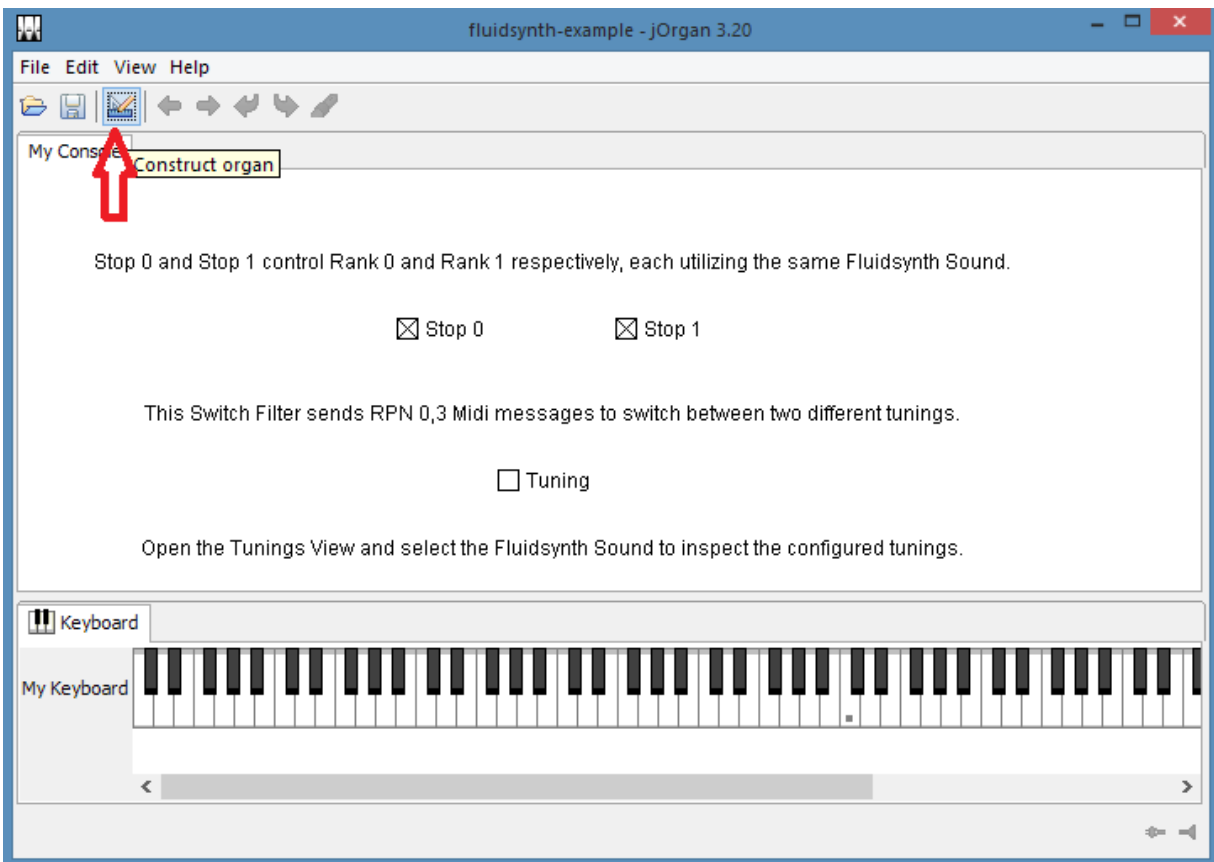 fluidsynth-example - jOrgan 3.20
File Edit View Help
My Console
Construct organ
Stop 0 and Stop 1 control Rank 0 and Rank 1 respectively, each utilizing the same Fluidsynth Sound.
Stop 0 Stop 1
This Switch Filter sends RPN 0,3 Midi messages to switch between two different tunings.
Tuning
Open the Tunings View and select the Fluidsynth Sound to inspect the configured tunings.
Keyboard
My Keyboard